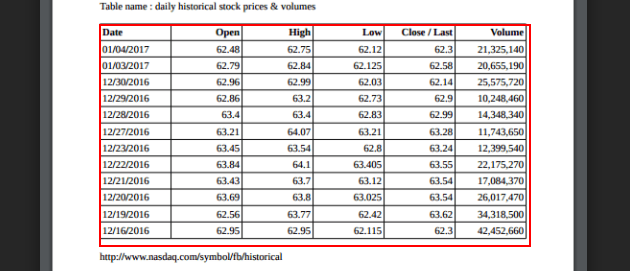 Table name : daily historical stock prices & volumes
Date Open High Low Close / Last Volume
01/04/2017 62.48 62.75 62.12 62.3 21,325,140
01/03/2017 62.79 62.84 62.125 62.58 20,655,190
12/30/2016 62.96 62.99 62.03 62.14 25,575,720
12/29/2016 62.86 63.2 62.73 62.9 10,248,460
12/28/2016 63.4 63.4 62.83 62.99 14,348,340
12/27/2016 63.21 64.07 63.21 63.28 11,743,650
12/23/2016 63.45 63.54 62.8 63.24 12,399,540
12/22/2016 63.84 64.1 63.405 63.55 22,175,270
12/21/2016 63.43 63.7 63.12 63.54 17,084,370
12/20/2016 63.69 63.8 63.025 63.54 26,017,470
12/19/2016 62.56 63.77 62.42 63.62 34,318,500
12/16/2016 62.95 62.95 62.115 62.3 42,452,660
http://www.nasdaq.com/symbol/fb/historical